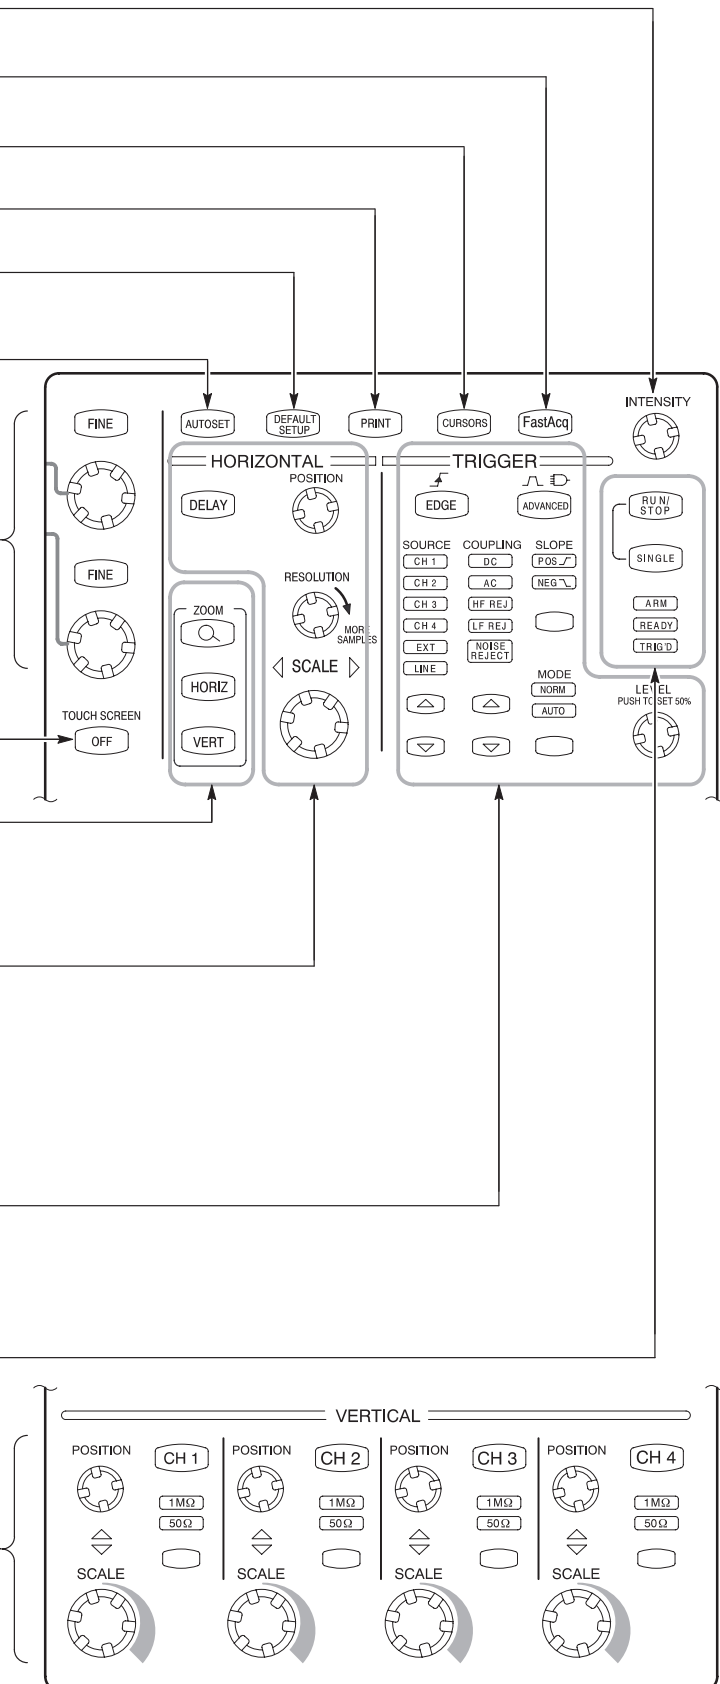 INTENSITY
FINE
AUTOSET
DEFAULT
SETUP
PRINT
CURSORS
FastAcq
HORIZONTAL
TRIGGER
POSITION
DELAY
EDGE
ADVANCED
RUN/
STOP
SOURCE
COUPLING
SLOPE
CH 1
DC
POS
SINGLE
FINE
RESOLUTION
CH 2
AC
NEG
ZOOM
CH 3
HF REJ
ARM
MORE
SAMPLES
CH 4
LF REJ
READY
EXT
NOISE
REJECT
TRIG'D
SCALE
LINE
MODE
HORIZ
NORM
LEVEL
PUSH TO SET 50%
AUTO
TOUCH SCREEN
OFF
VERT
VERTICAL
POSITION
CH 1
POSITION
CH 2
POSITION
CH 3
POSITION
CH 4
1MΩ
1MΩ
1MΩ
1MΩ
50Ω
50Ω
50Ω
50Ω
SCALE
SCALE
SCALE
SCALE